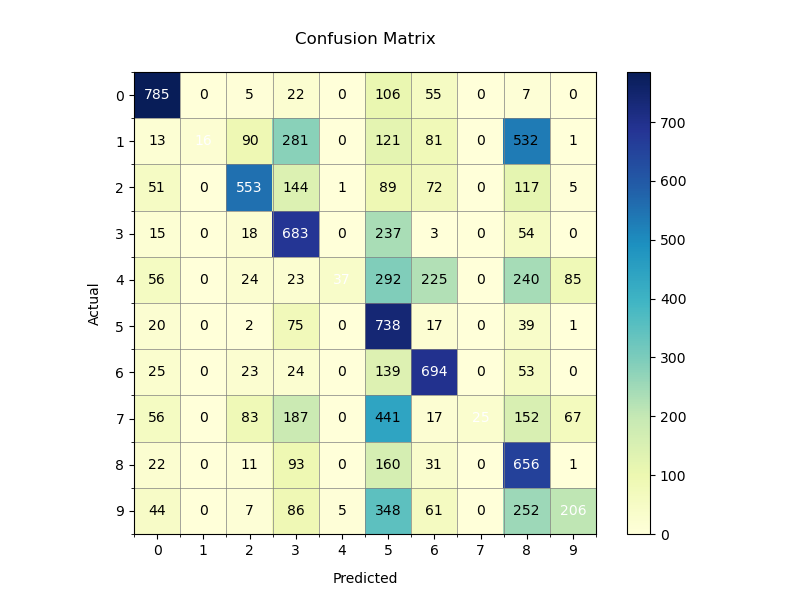 Confusion Matrix
0 785 0 5 22 0 106 55 0 7 0
1 13 16 90 281 0 121 81 0 532 1
2 51 0 553 144 1 89 72 0 117 5
3 15 0 18 683 0 237 3 0 54 0
4 56 0 24 23 37 292 225 0 240 85
5 20 0 2 75 0 738 17 0 39 1
6 25 0 23 24 0 139 694 0 53 0
7 56 0 83 187 0 441 17 25 152 67
8 22 0 11 93 0 160 31 0 656 1
9 44 0 7 86 5 348 61 0 252 206
0 1 2 3 4 5 6 7 8 9
Predicted
Actual
700
600
500
400
300
200
100
0